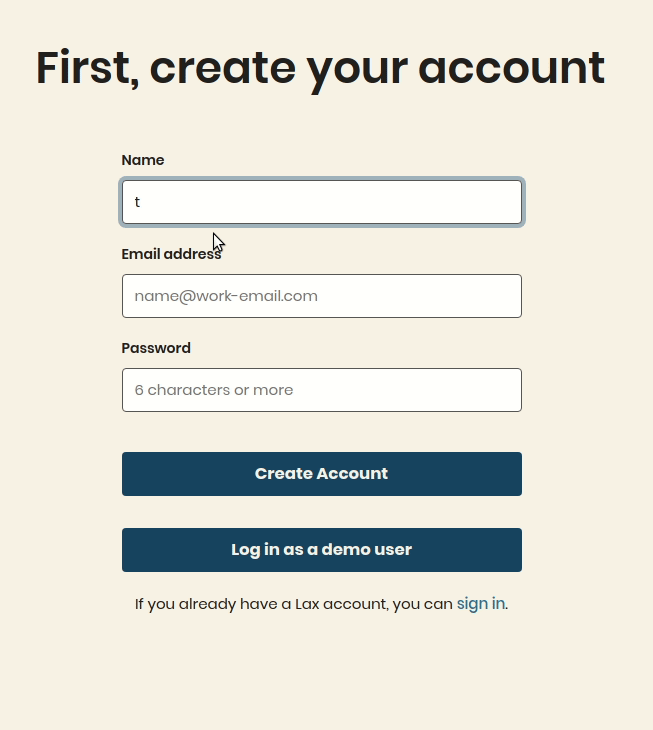 First, create your account
Name
t
Email address
name@work-email.com
Password
6 characters or more
Create Account
Log in as a demo user
If you already have a Lax account, you can sign in.